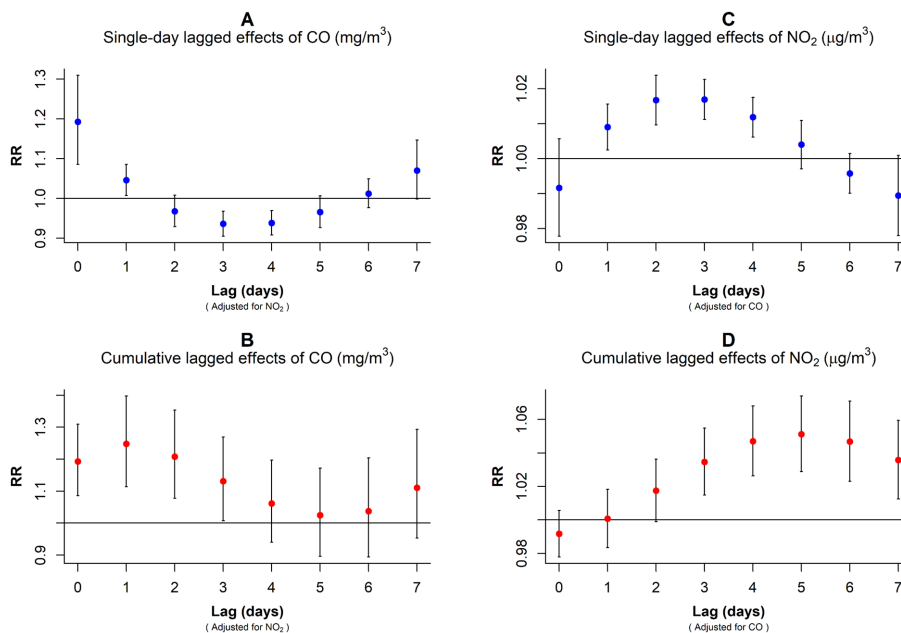 A
Single-day lagged effects of CO (mg/m³)
RR
1.3
1.2
1.1
1.0
0.9
0 1 2 3 4 5 6 7
Lag (days)
( Adjusted for NO₂ )
B
Cumulative lagged effects of CO (mg/m³)
RR
1.3
1.1
0.9
0 1 2 3 4 5 6 7
Lag (days)
( Adjusted for NO₂ )
C
Single-day lagged effects of NO₂ (μg/m³)
RR
1.02
1.00
0.98
0 1 2 3 4 5 6 7
Lag (days)
( Adjusted for CO )
D
Cumulative lagged effects of NO₂ (μg/m³)
RR
1.06
1.02
0.98
0 1 2 3 4 5 6 7
Lag (days)
( Adjusted for CO )